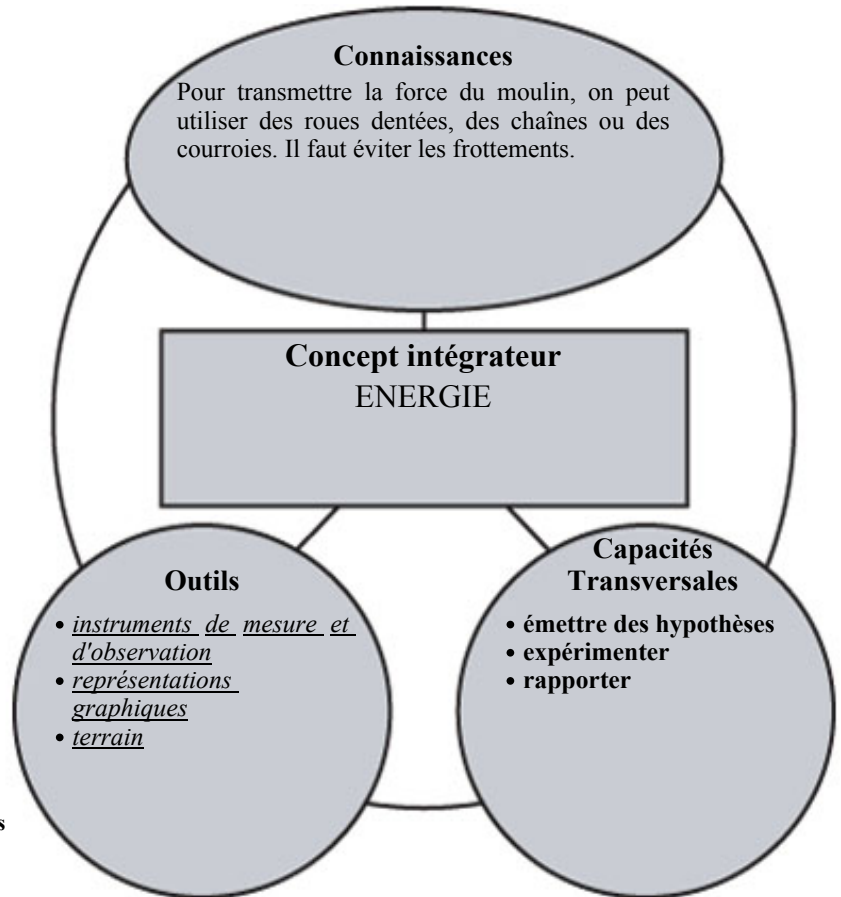 Connaissances
Pour transmettre la force du moulin, on peut
utiliser des roues dentées, des chaînes ou des
courroies. Il faut éviter les frottements.
Concept intégrateur
ENERGIE
Outils
• instruments de mesure et
d'observation
• représentations
graphiques
• terrain
Capacités
Transversales
• émettre des hypothèses
• expérimenter
• rapporter
s